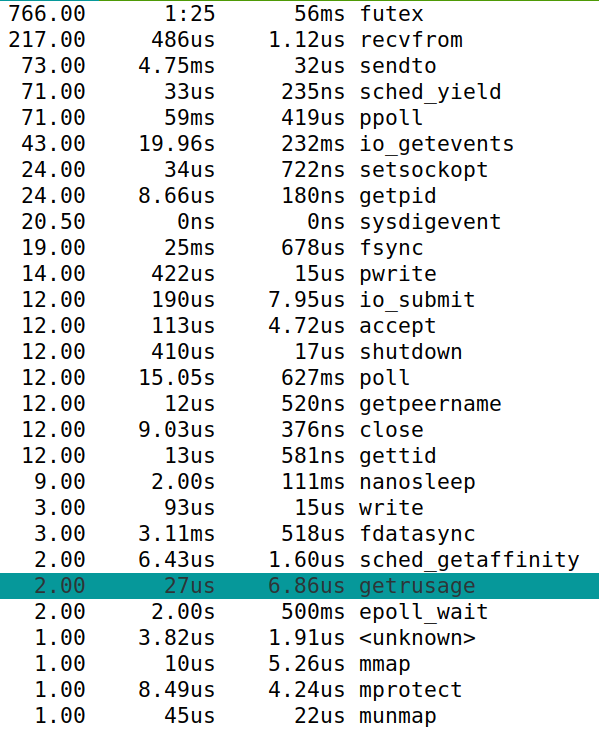 766.00 1:25 56ms futex
217.00 486us 1.12us recvfrom
73.00 4.75ms 32us sendto
71.00 33us 235ns sched_yield
71.00 59ms 419us ppoll
43.00 19.96s 232ms io_getevents
24.00 34us 722ns setsockopt
24.00 8.66us 180ns getpid
20.50 0ns 0ns sysdigevent
19.00 25ms 678us fsync
14.00 422us 15us pwrite
12.00 190us 7.95us io_submit
12.00 113us 4.72us accept
12.00 410us 17us shutdown
12.00 15.05s 627ms poll
12.00 12us 520ns getpeername
12.00 9.03us 376ns close
12.00 13us 581ns gettid
9.00 2.00s 111ms nanosleep
3.00 93us 15us write
3.00 3.11ms 518us fdatasync
2.00 6.43us 1.60us sched_getaffinity
2.00 27us 6.86us getrusage
2.00 2.00s 500ms epoll_wait
1.00 3.82us 1.91us <unknown>
1.00 10us 5.26us mmap
1.00 8.49us 4.24us mprotect
1.00 45us 22us munmap